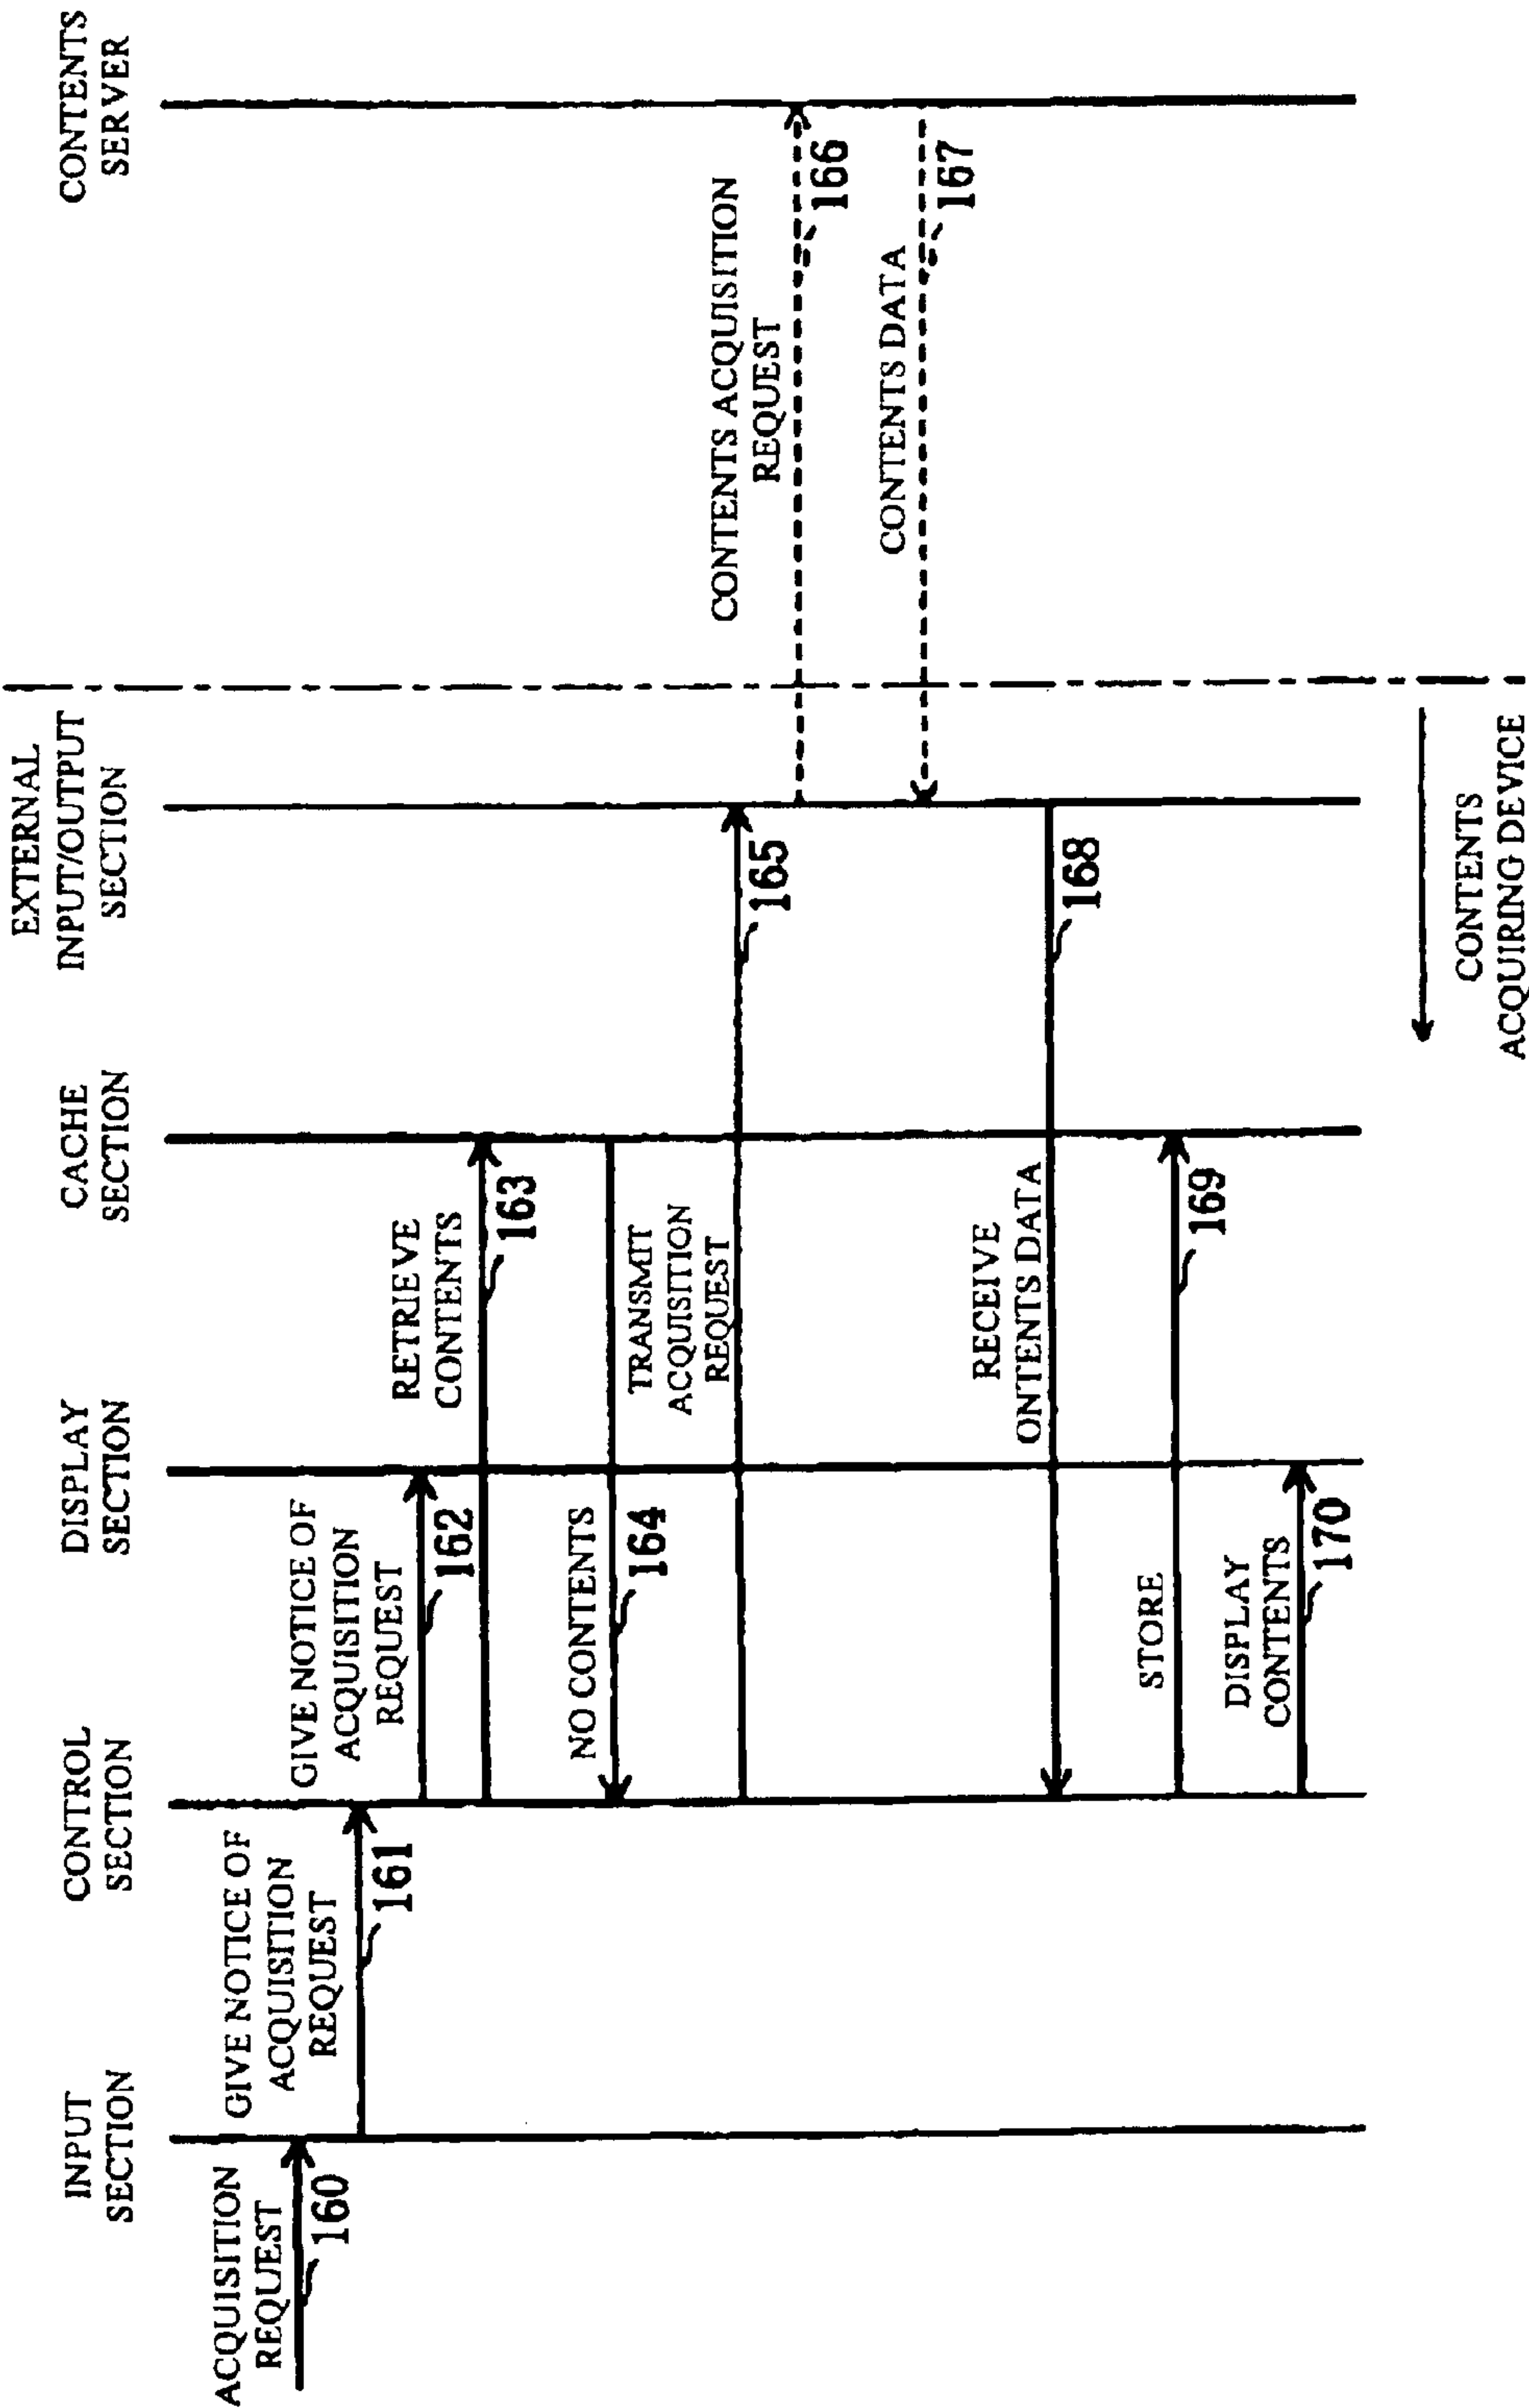 INPUT
SECTION
CONTROL
SECTION
DISPLAY
SECTION
CACHE
SECTION
EXTERNAL
INPUT/OUTPUT
SECTION
CONTENTS
SERVER
ACQUISITION
REQUEST
160
GIVE NOTICE OF
ACQUISITION
REQUEST
161
GIVE NOTICE OF
ACQUISITION
REQUEST
162
RETRIEVE
CONTENTS
163
NO CONTENTS
164
TRANSMIT
ACQUISITION
REQUEST
165
CONTENTS ACQUISITION
REQUEST
166
CONTENTS DATA
167
RECEIVE
ONTENTS DATA
168
STORE
169
DISPLAY
CONTENTS
170
CONTENTS
ACQUIRING DEVICE